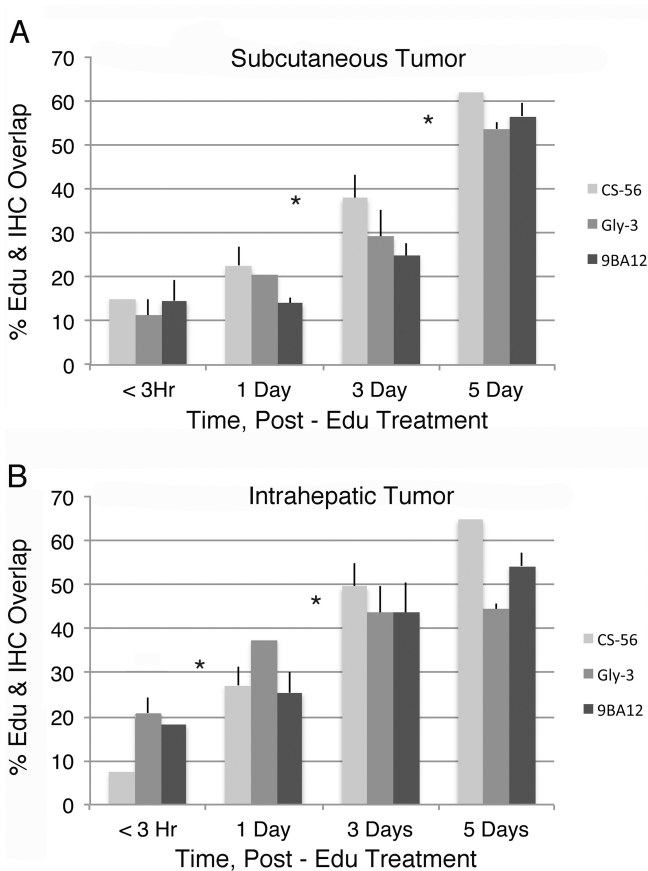 A
Subcutaneous Tumor
% Edu & IHC Overlap
70
60
50
40
30
20
10
0
*
*
CS-56
Gly-3
9BA12
< 3Hr
1 Day
3 Day
5 Day
Time, Post - Edu Treatment
B
Intrahepatic Tumor
% Edu & IHC Overlap
70
60
50
40
30
20
10
0
*
*
CS-56
Gly-3
9BA12
< 3 Hr
1 Day
3 Days
5 Days
Time, Post - Edu Treatment